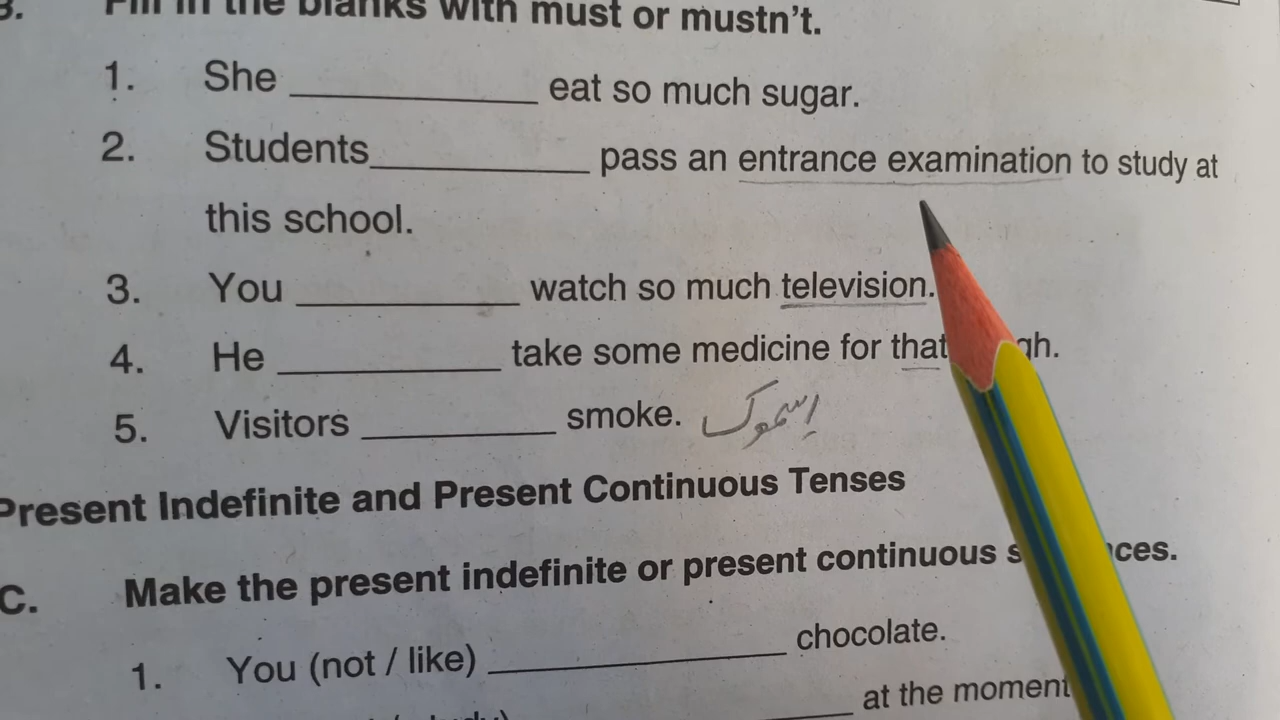 Fill in the blanks with must or mustn't.
1. She ____________ eat so much sugar.
2. Students____________ pass an entrance examination to study at
this school.
3. You ____________ watch so much television.
4. He ____________ take some medicine for that
5. Visitors ____________ smoke. اِسموک
Present Indefinite and Present Continuous Tenses
C. Make the present indefinite or present continuous
1. You (not / like) ____________ chocolate.
____________ at the moment